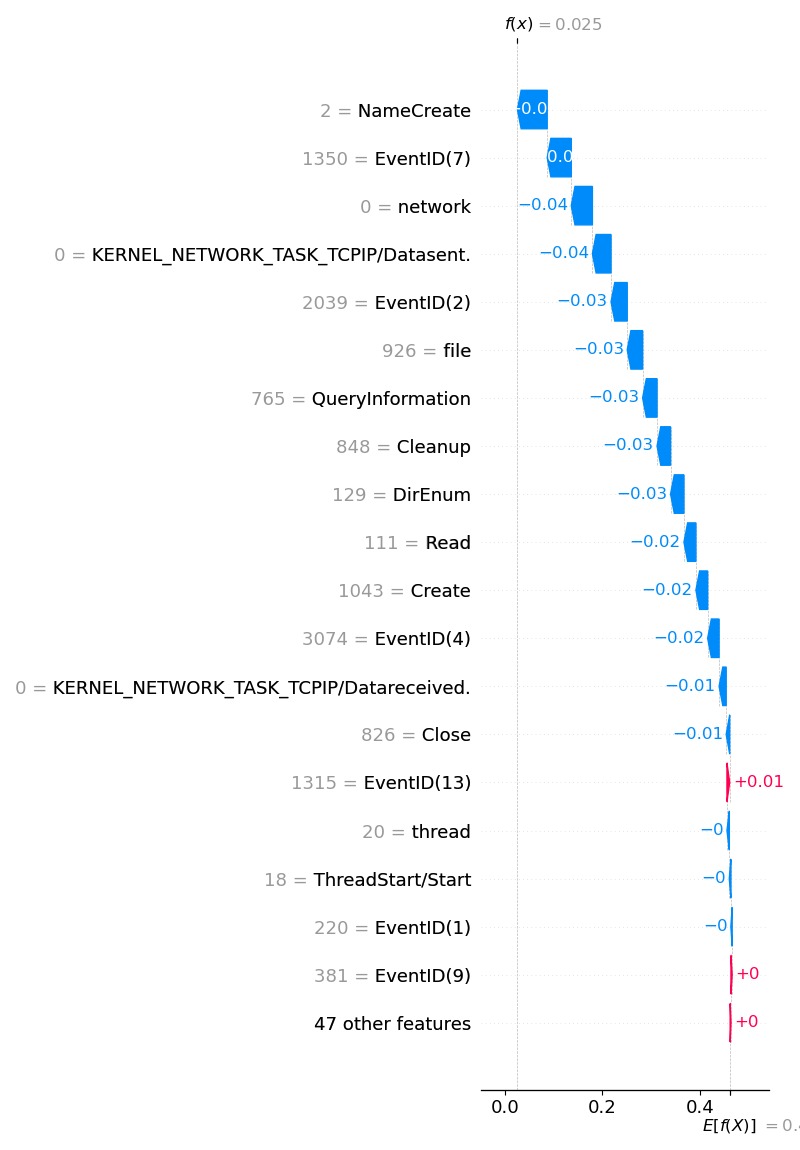 f(x) = 0.025
2 = NameCreate
1350 = EventID(7)
0 = network −0.04
0 = KERNEL_NETWORK_TASK_TCPIP/Datasent. −0.04
2039 = EventID(2) −0.03
926 = file −0.03
765 = QueryInformation −0.03
848 = Cleanup −0.03
129 = DirEnum −0.03
111 = Read −0.02
1043 = Create −0.02
3074 = EventID(4) −0.02
0 = KERNEL_NETWORK_TASK_TCPIP/Datareceived. −0.01
826 = Close −0.01
1315 = EventID(13) +0.01
20 = thread −0
18 = ThreadStart/Start −0
220 = EventID(1) −0
381 = EventID(9) +0
47 other features +0
0.0 0.2 0.4
E[f(X)] = 0.